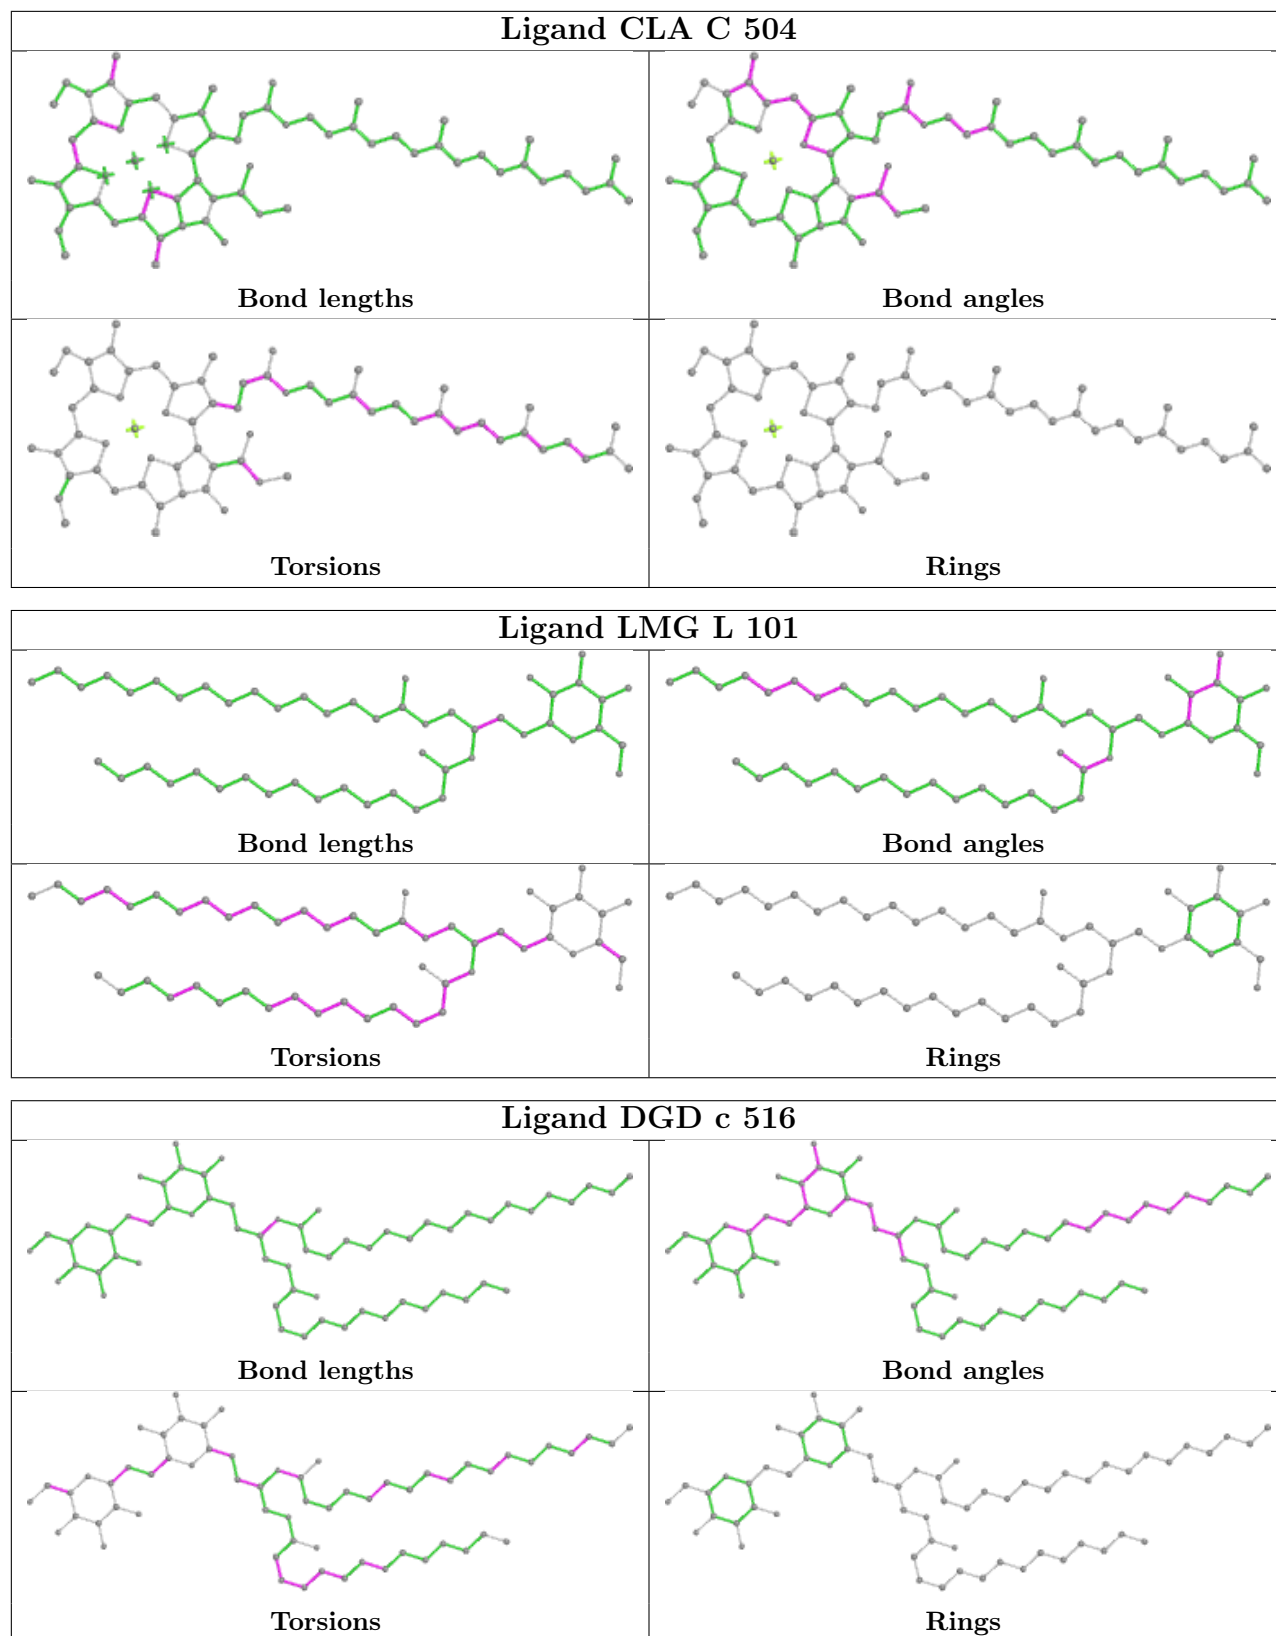 Ligand CLA C 504
Bond lengths
Bond angles
Torsions
Rings
Ligand LMG L 101
Bond lengths
Bond angles
Torsions
Rings
Ligand DGD c 516
Bond lengths
Bond angles
Torsions
Rings